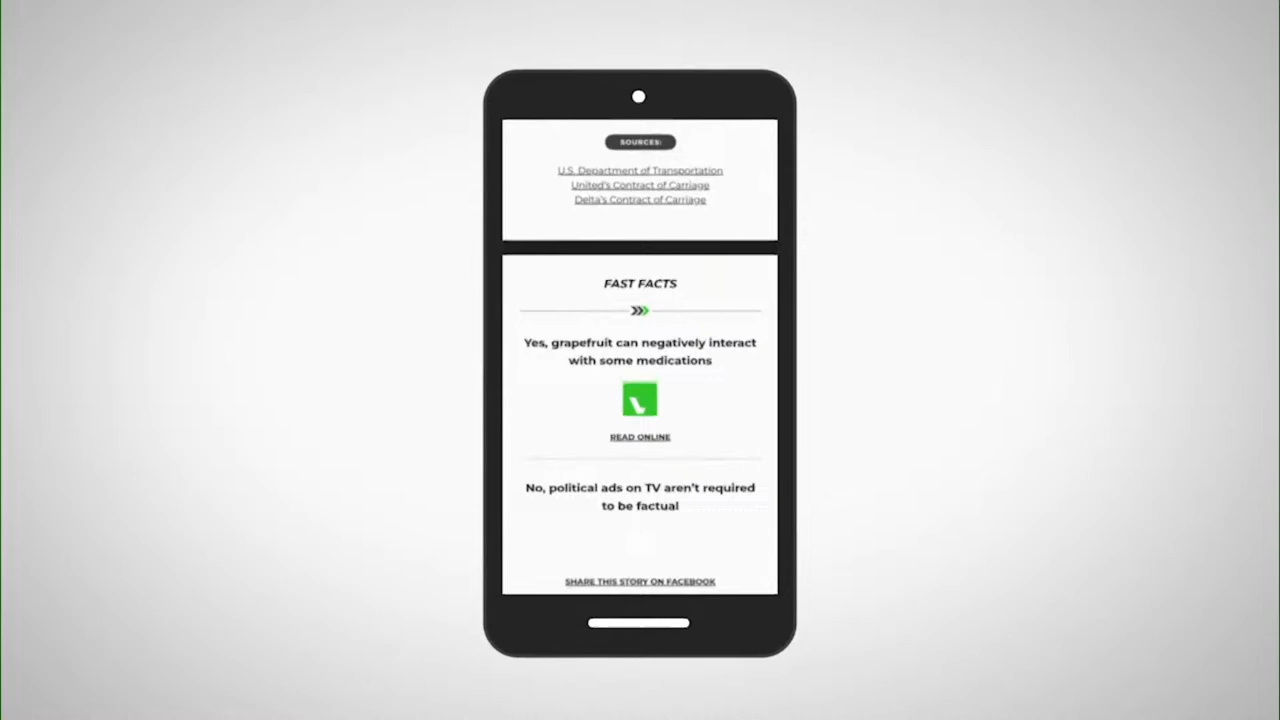 SOURCES:
U.S. Department of Transportation
United's Contract of Carriage
Delta's Contract of Carriage
FAST FACTS
Yes, grapefruit can negatively interact
with some medications
READ ONLINE
No, political ads on TV aren't required
to be factual
SHARE THIS STORY ON FACEBOOK